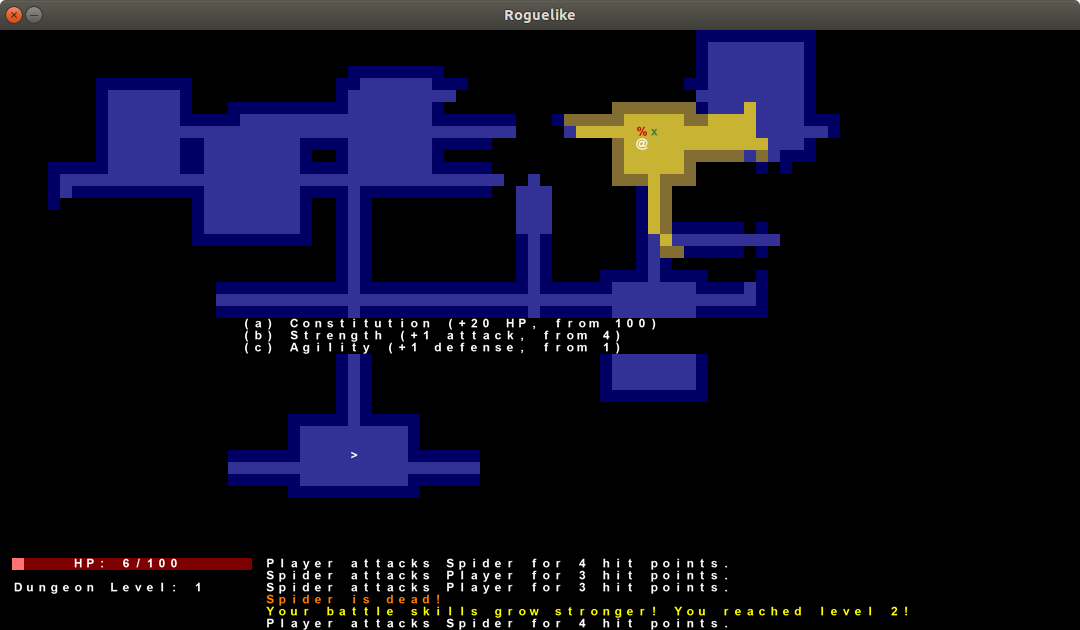 Roguelike
% x
@
(a) Constitution (+20 HP, from 100)
(b) Strength (+1 attack, from 4)
(c) Agility (+1 defense, from 1)
>
HP: 6/100
Dungeon Level: 1
Player attacks Spider for 4 hit points.
Spider attacks Player for 3 hit points.
Spider attacks Player for 3 hit points.
Spider is dead!
Your battle skills grow stronger! You reached level 2!
Player attacks Spider for 4 hit points.